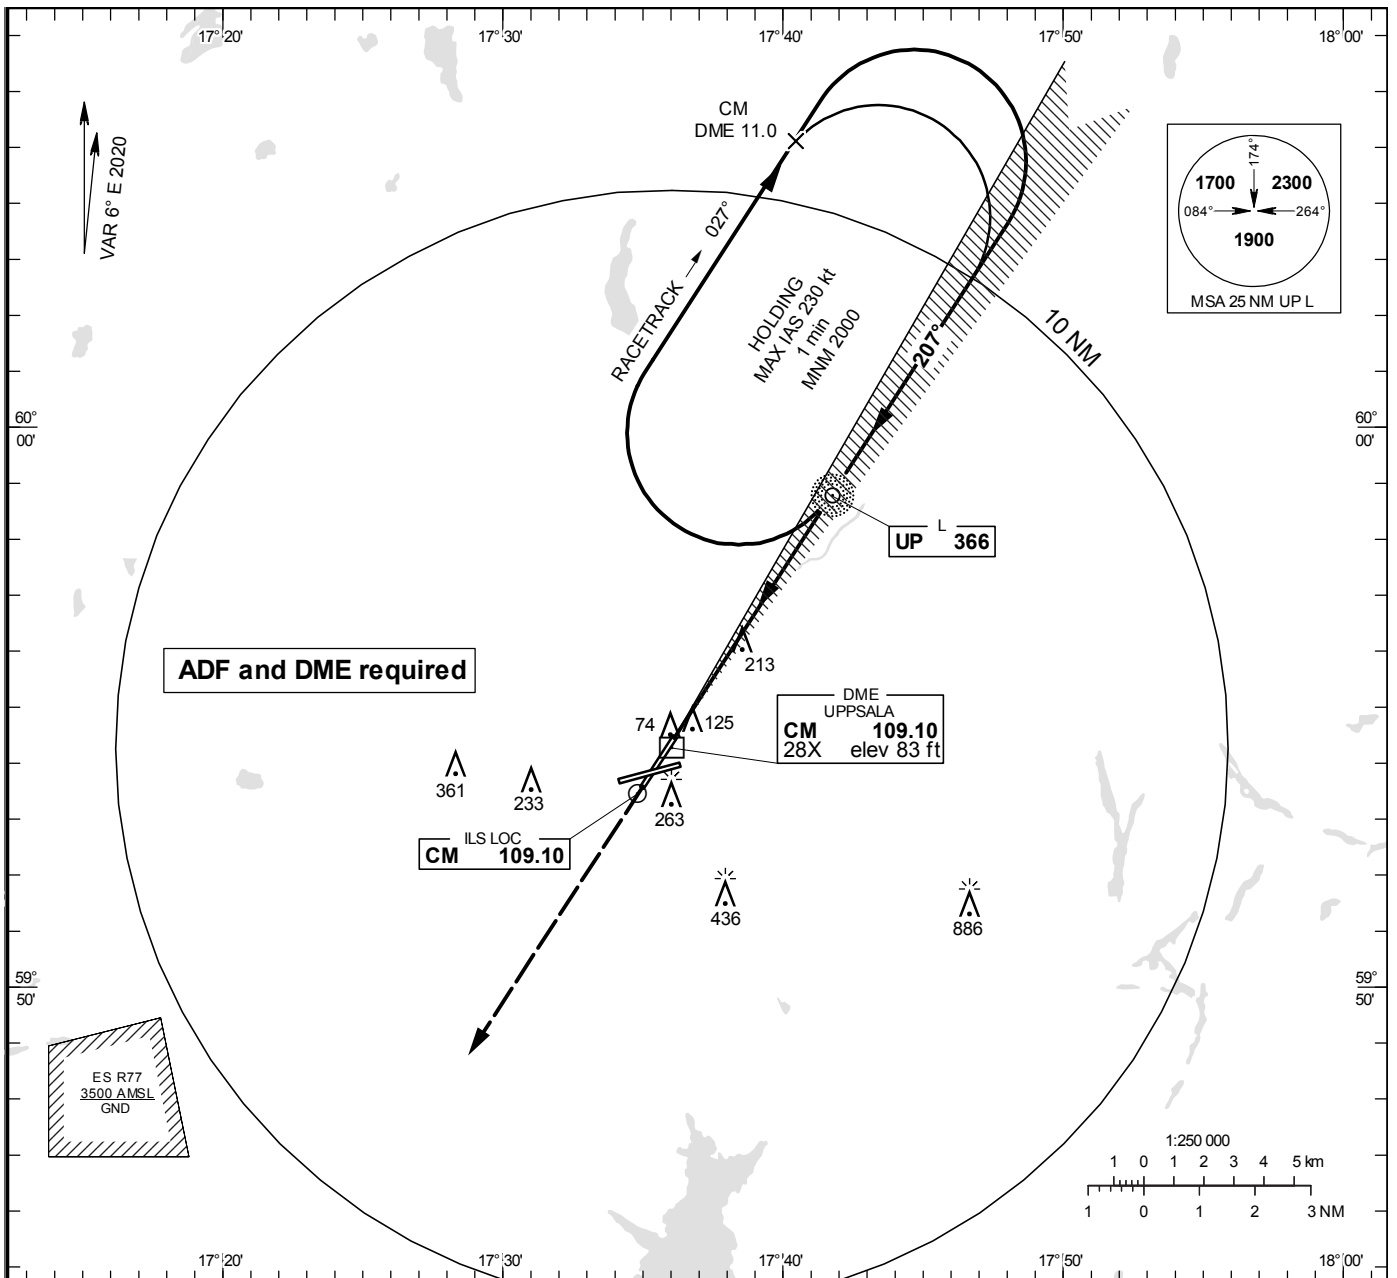 17° 20'
17° 30'
17° 40'
17° 50'
18° 00'
VAR 6° E 2020
CM
DME 11.0
RACETRACK → 027°
HOLDING
MAX IAS 230 kt
1 min
MNM 2000
207°
10 NM
174°
1700 2300
084° 264°
1900
MSA 25 NM UP L
60°
00'
60°
00'
L
UP 366
ADF and DME required
213
DME
UPPSALA
CM 109.10
28X elev 83 ft
74
125
361
233
263
ILS LOC
CM 109.10
436
886
59°
50'
59°
50'
ES R77
3500 AMSL
GND
1:250 000
1 0 1 2 3 4 5 km
1 0 1 2 3 NM
17° 20'
17° 30'
17° 40'
17° 50'
18° 00'